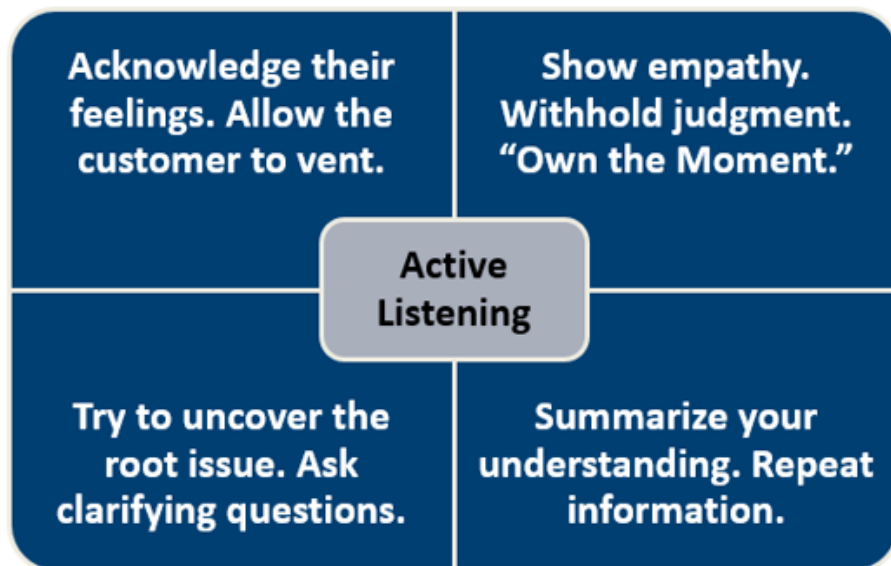 Acknowledge their
feelings. Allow the
customer to vent.
Show empathy.
Withhold judgment.
“Own the Moment.”
Active
Listening
Try to uncover the
root issue. Ask
clarifying questions.
Summarize your
understanding. Repeat
information.